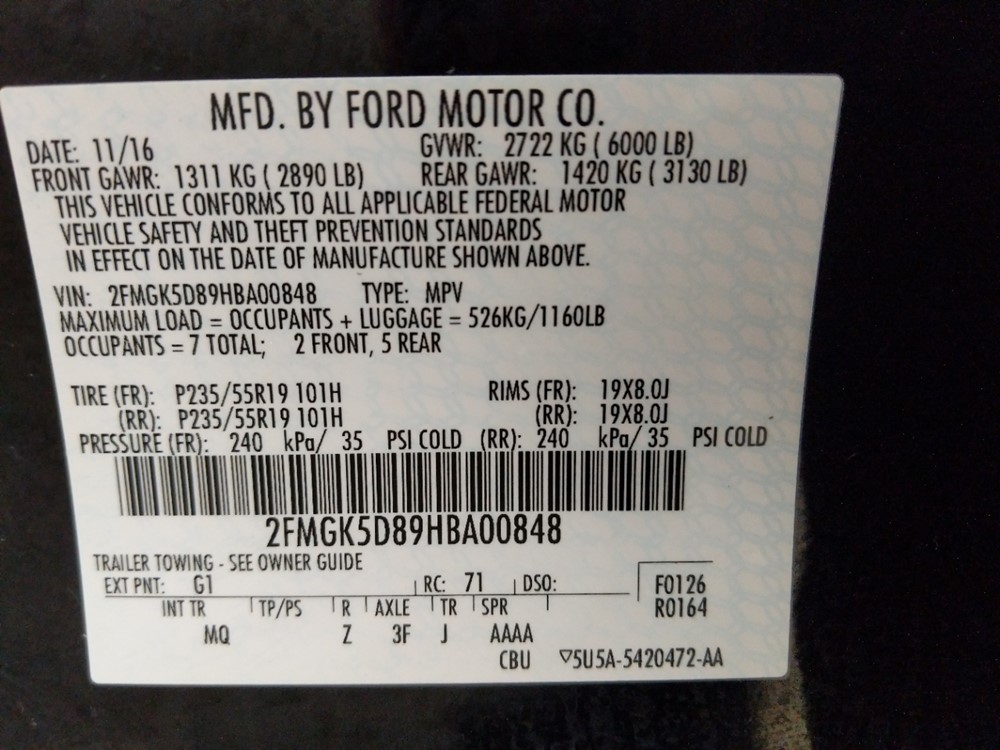 MFD. BY FORD MOTOR CO.
DATE: 11/16 GVWR: 2722 KG ( 6000 LB)
FRONT GAWR: 1311 KG ( 2890 LB) REAR GAWR: 1420 KG ( 3130 LB)
THIS VEHICLE CONFORMS TO ALL APPLICABLE FEDERAL MOTOR
VEHICLE SAFETY AND THEFT PREVENTION STANDARDS
IN EFFECT ON THE DATE OF MANUFACTURE SHOWN ABOVE.
VIN: 2FMGK5D89HBA00848 TYPE: MPV
MAXIMUM LOAD = OCCUPANTS + LUGGAGE = 526KG/1160LB
OCCUPANTS = 7 TOTAL; 2 FRONT, 5 REAR
TIRE (FR): P235/55R19 101H RIMS (FR): 19X8.0J
(RR): P235/55R19 101H (RR): 19X8.0J
PRESSURE (FR): 240 kPa/ 35 PSI COLD (RR): 240 kPa/ 35 PSI COLD
2FMGK5D89HBA00848
TRAILER TOWING - SEE OWNER GUIDE
EXT PNT: G1 RC: 71 DSO: F0126
INT TR TP/PS R AXLE TR SPR R0164
MQ Z 3F J AAAA
CBU ▽5U5A-5420472-AA